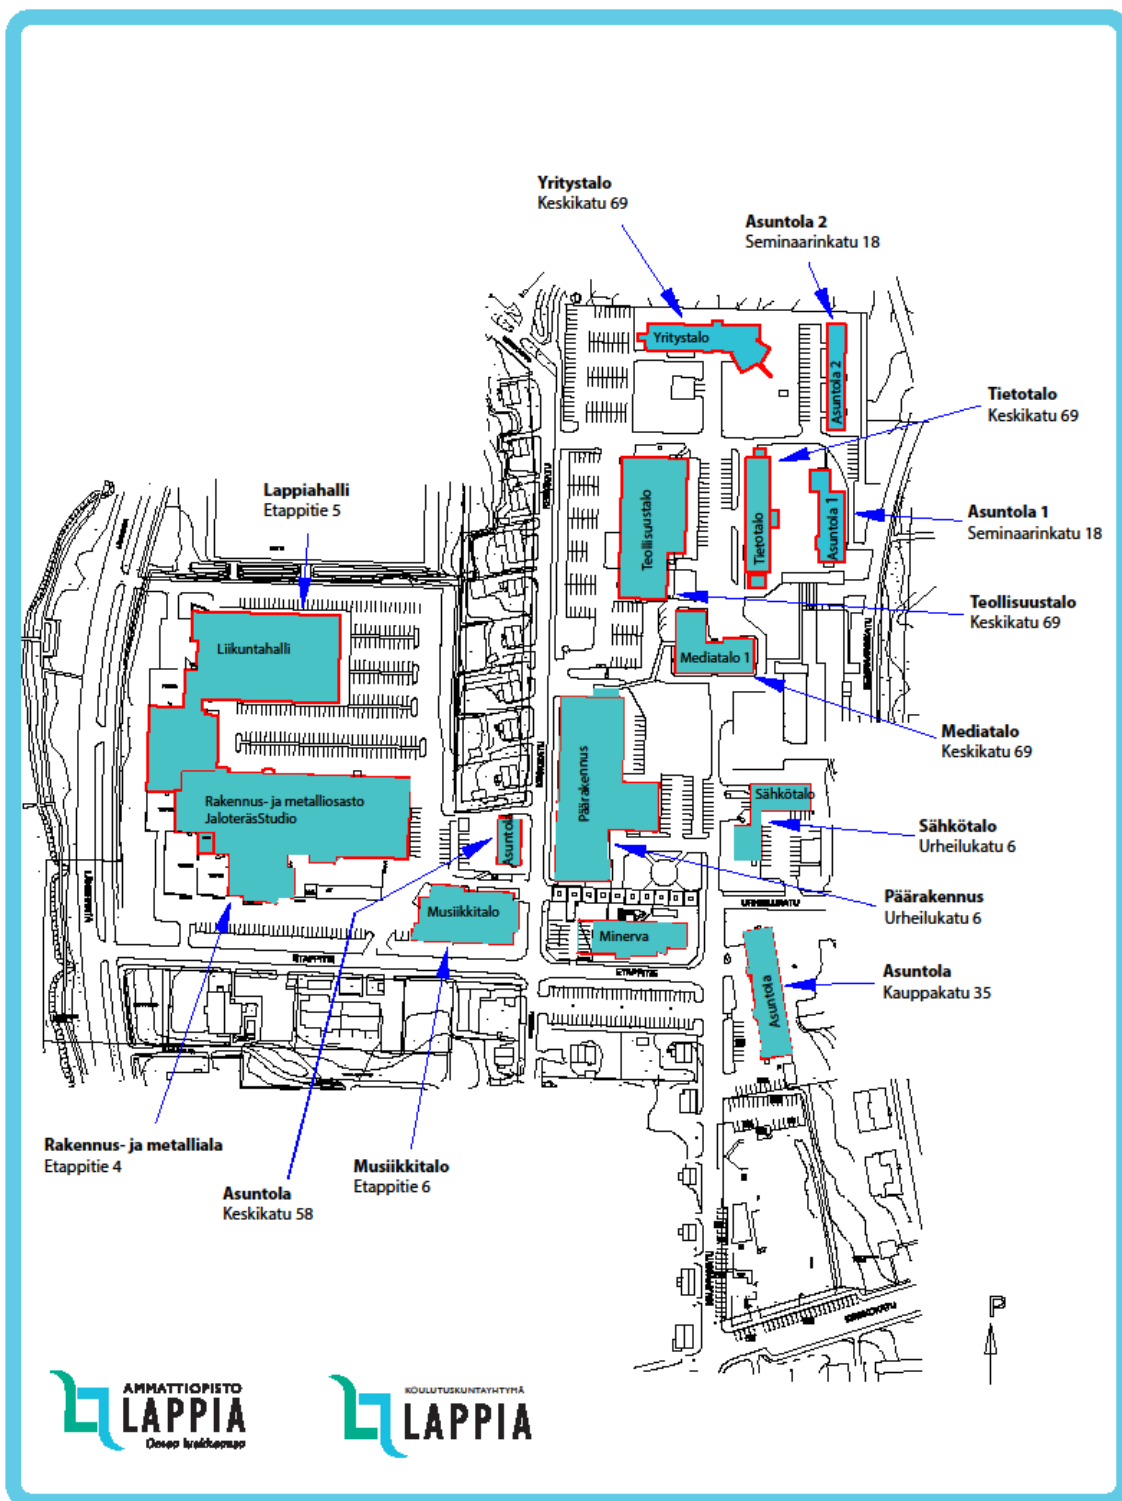 Yritystalo
Keskikatu 69
Asuntola 2
Seminaarinkatu 18
Yritystalo
Asuntola 2
Tietotalo
Keskikatu 69
Lappiahalli
Etappitie 5
Teollisuustalo
Tietotalo
Asuntola 1
Asuntola 1
Seminaarinkatu 18
Teollisuustalo
Keskikatu 69
Liikuntahalli
Mediatalo 1
Mediatalo
Keskikatu 69
Päärakennus
Rakennus- ja metalliosasto
JaloteräsStudio
Sähkötalo
Asuntola
Sähkötalo
Urheilukatu 6
Päärakennus
Urheilukatu 6
URHEILUKATU
Musiikkitalo
Minerva
ETAPPITIE
ETAPPITIE
Asuntola
Kauppakatu 35
Asuntola
Rakennus- ja metalliala
Etappitie 4
Musiikkitalo
Etappitie 6
Asuntola
Keskikatu 58
P
AMMATTIOPISTO
LAPPIA
KOULUTUSKUNTAYHTYMÄ
LAPPIA